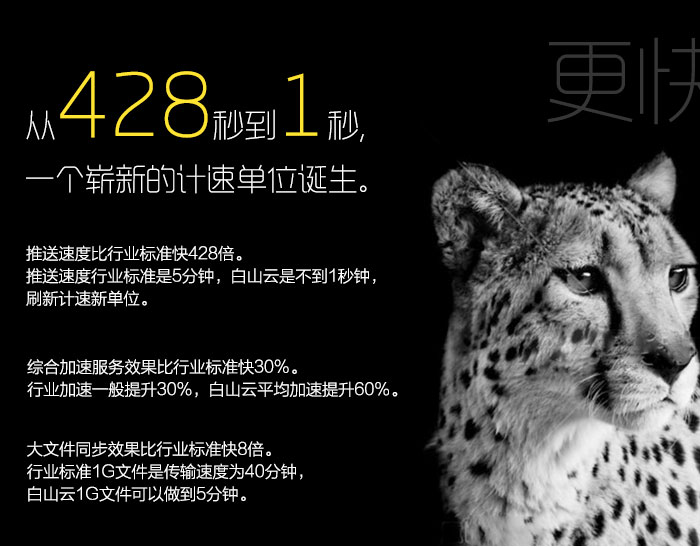 更快
从428秒到1秒,
一个崭新的计速单位诞生。
推送速度比行业标准快428倍。
推送速度行业标准是5分钟，白山云是不到1秒钟，
刷新计速新单位。
综合加速服务效果比行业标准快30%。
行业加速一般提升30%，白山云平均加速提升60%。
大文件同步效果比行业标准快8倍。
行业标准1G文件是传输速度为40分钟，
白山云1G文件可以做到5分钟。